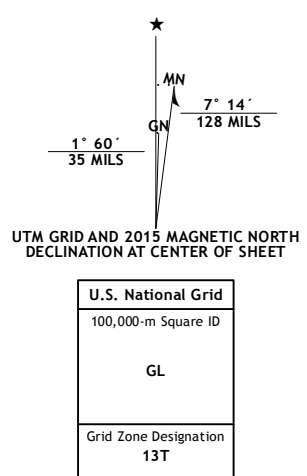 MN
GN
7° 14´
128 MILS
1° 60´
35 MILS
UTM GRID AND 2015 MAGNETIC NORTH
DECLINATION AT CENTER OF SHEET
U.S. National Grid
100,000-m Square ID
GL
Grid Zone Designation
13T